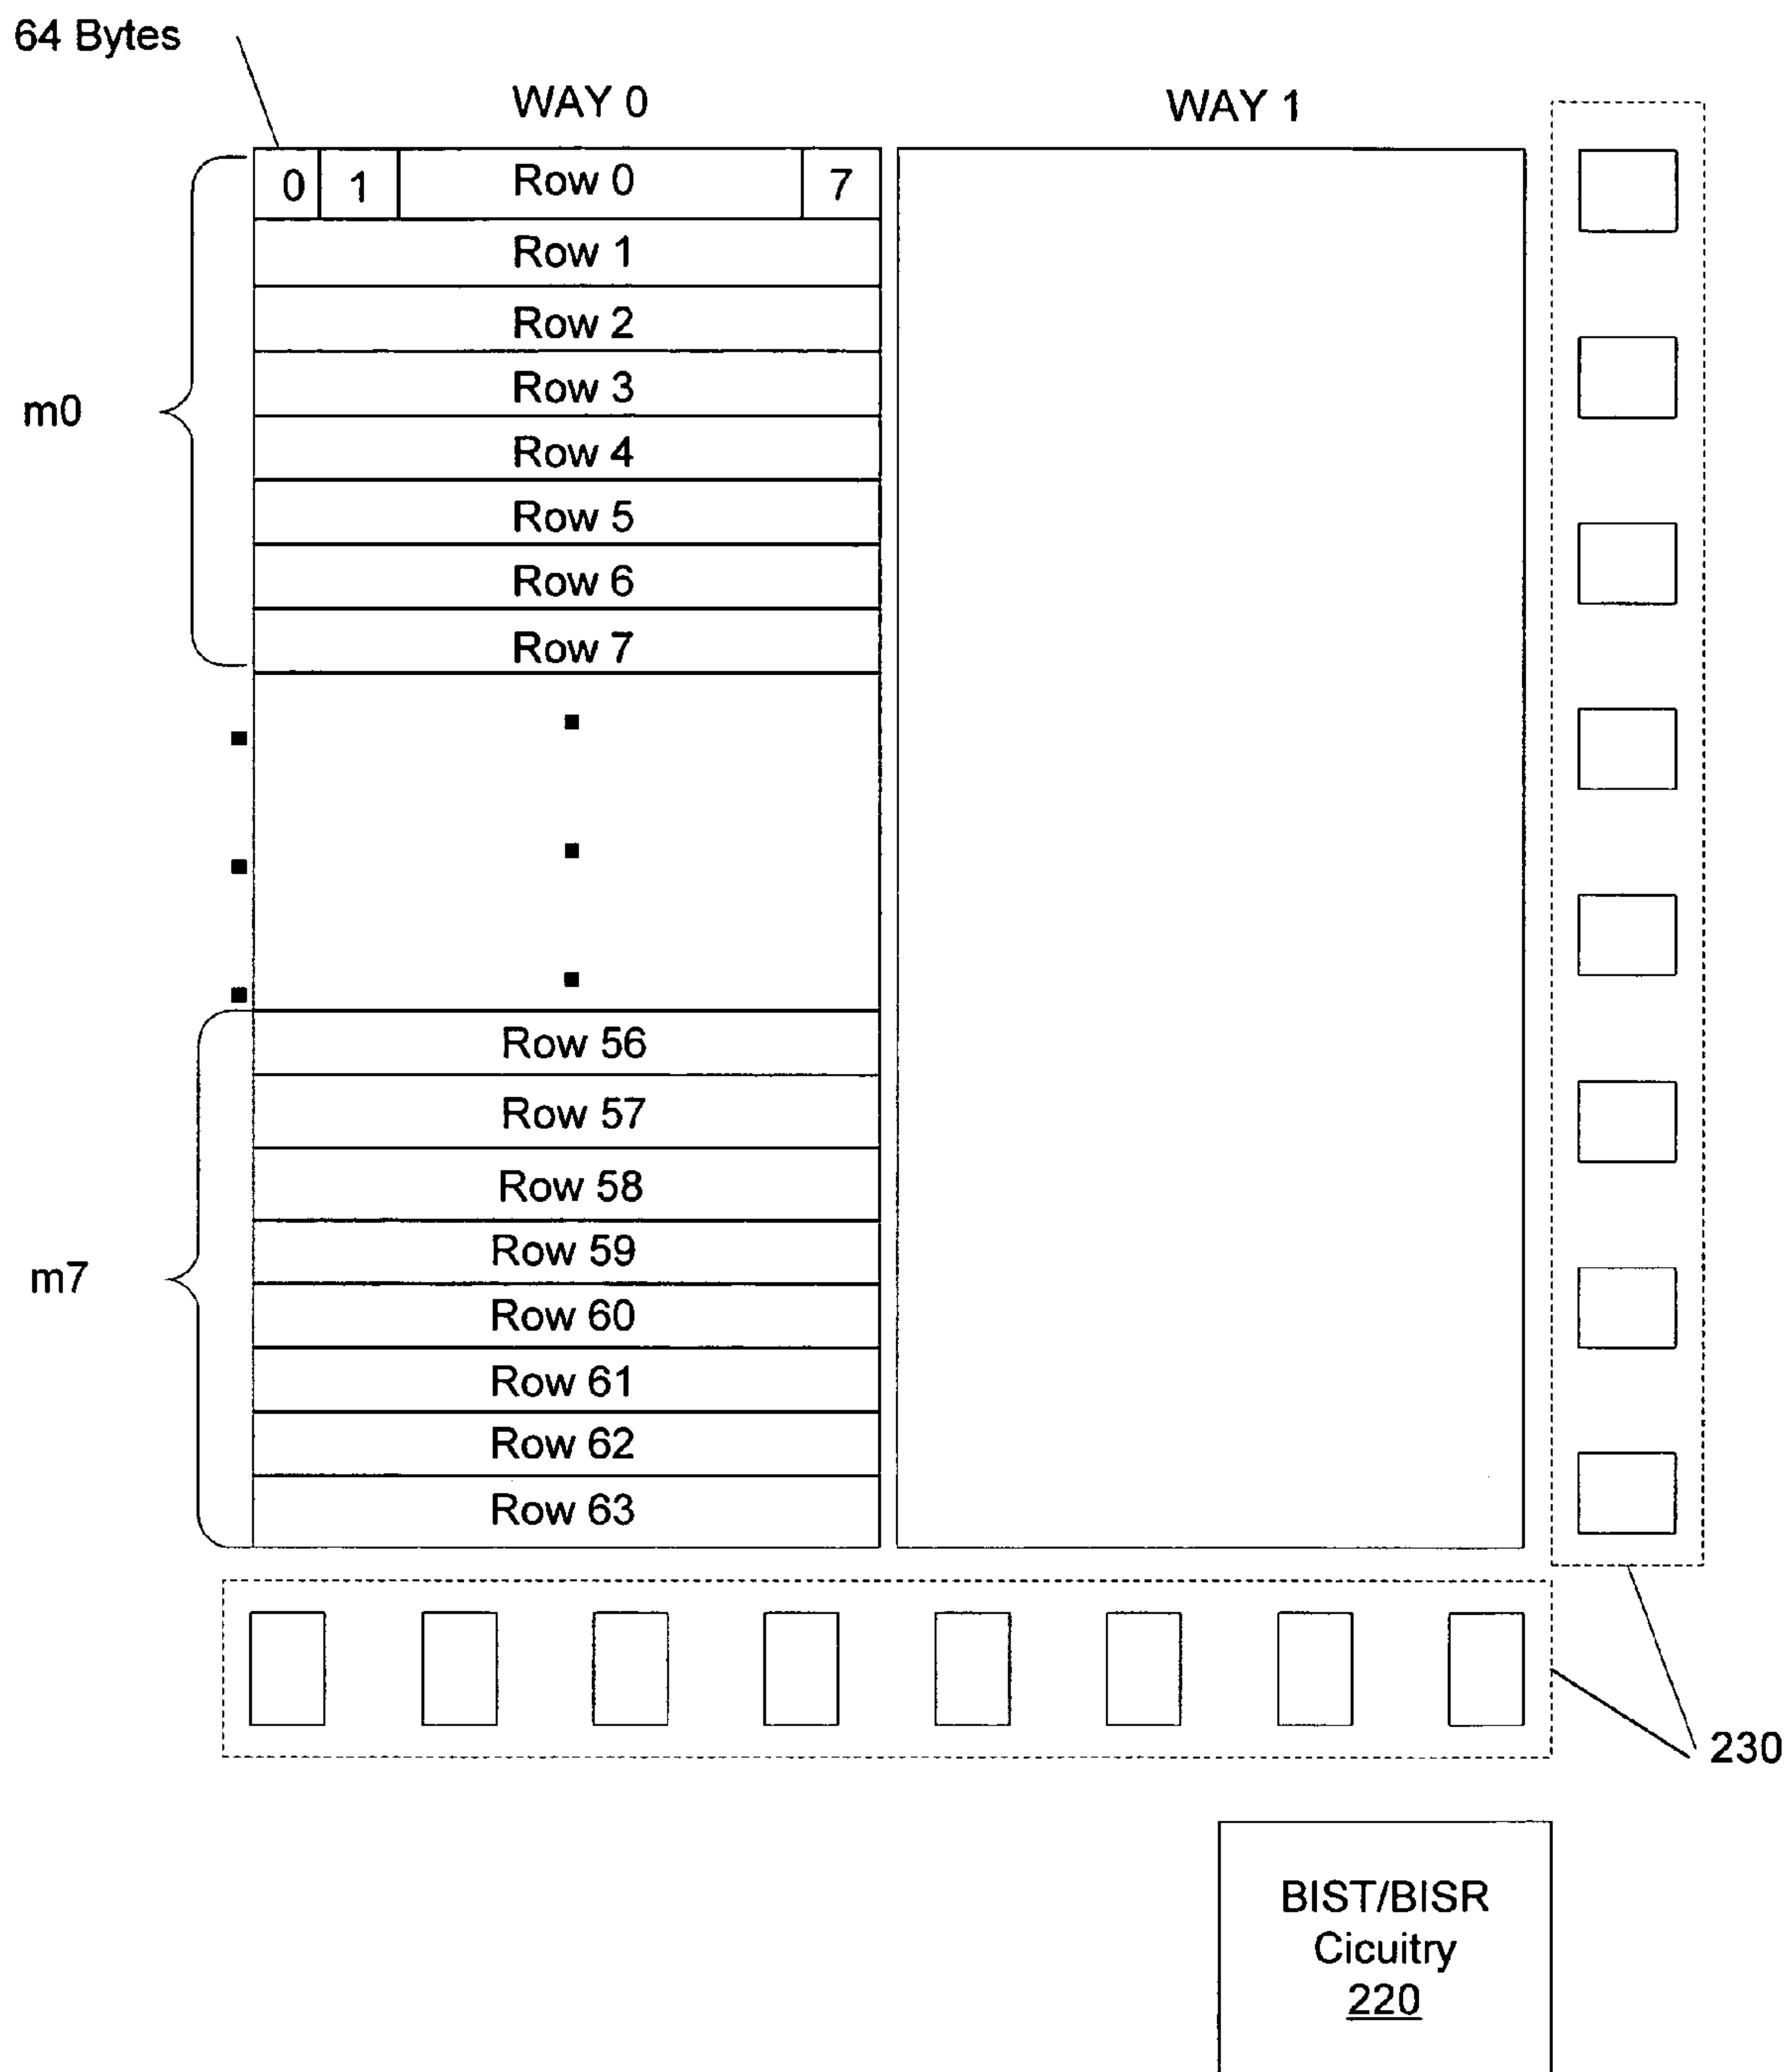 64 Bytes
WAY 0
WAY 1
0 1 Row 0 7
Row 1
Row 2
Row 3
m0
Row 4
Row 5
Row 6
Row 7
Row 56
Row 57
Row 58
Row 59
m7
Row 60
Row 61
Row 62
Row 63
230
BIST/BISR
Cicuitry
220